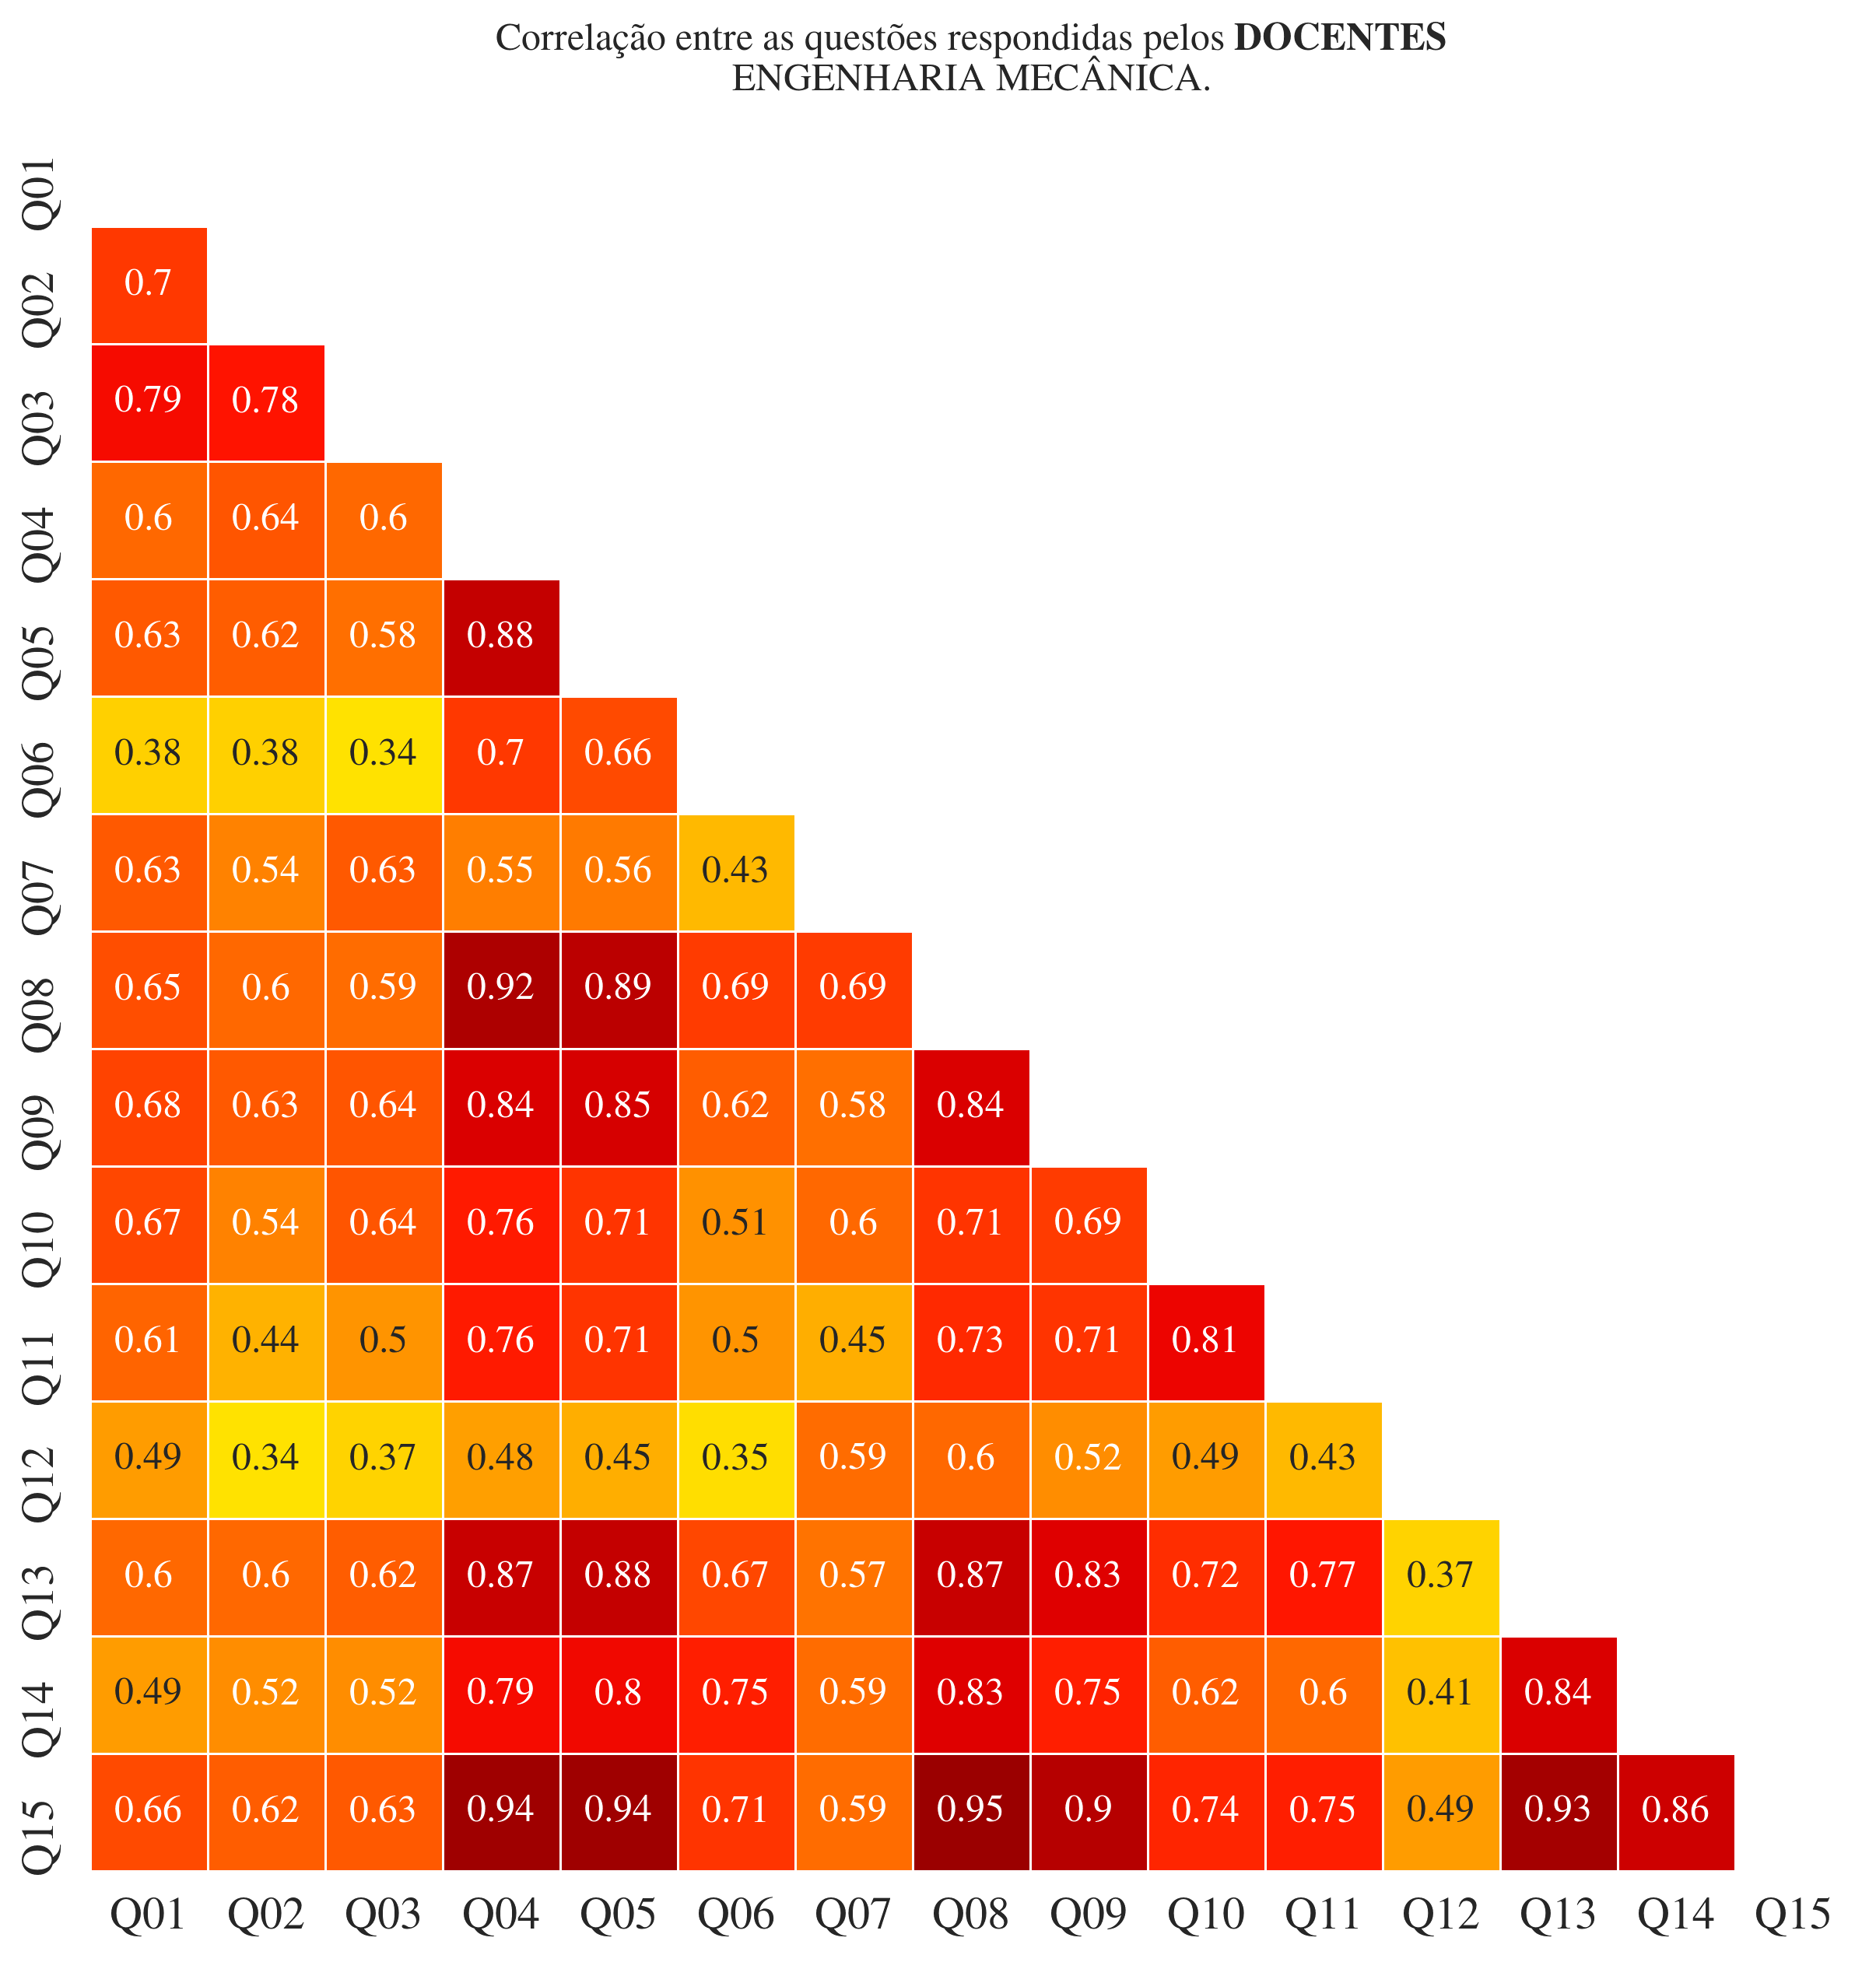 Correlação entre as questões respondidas pelos DOCENTES
ENGENHARIA MECÂNICA.
Q01
Q02 0.7
Q03 0.79 0.78
Q04 0.6 0.64 0.6
Q05 0.63 0.62 0.58 0.88
Q06 0.38 0.38 0.34 0.7 0.66
Q07 0.63 0.54 0.63 0.55 0.56 0.43
Q08 0.65 0.6 0.59 0.92 0.89 0.69 0.69
Q09 0.68 0.63 0.64 0.84 0.85 0.62 0.58 0.84
Q10 0.67 0.54 0.64 0.76 0.71 0.51 0.6 0.71 0.69
Q11 0.61 0.44 0.5 0.76 0.71 0.5 0.45 0.73 0.71 0.81
Q12 0.49 0.34 0.37 0.48 0.45 0.35 0.59 0.6 0.52 0.49 0.43
Q13 0.6 0.6 0.62 0.87 0.88 0.67 0.57 0.87 0.83 0.72 0.77 0.37
Q14 0.49 0.52 0.52 0.79 0.8 0.75 0.59 0.83 0.75 0.62 0.6 0.41 0.84
Q15 0.66 0.62 0.63 0.94 0.94 0.71 0.59 0.95 0.9 0.74 0.75 0.49 0.93 0.86
Q01 Q02 Q03 Q04 Q05 Q06 Q07 Q08 Q09 Q10 Q11 Q12 Q13 Q14 Q15